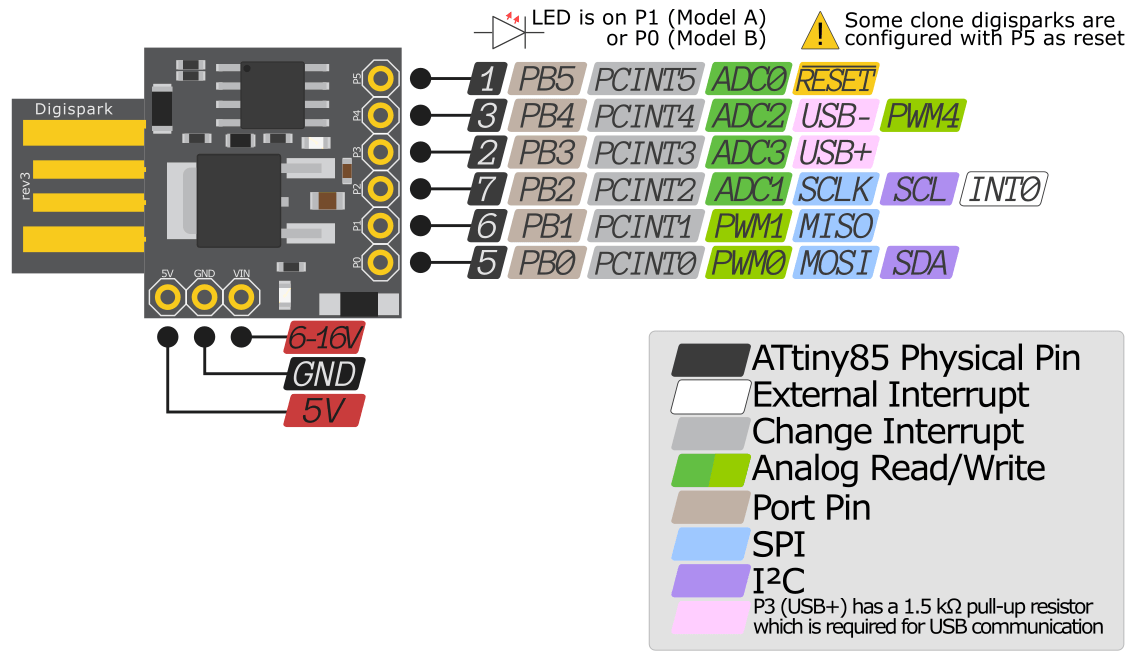 LED is on P1 (Model A)
or P0 (Model B)
Some clone digisparks are
configured with P5 as reset
!
Digispark
rev3
P5
P4
P3
P2
P1
P0
5V GND VIN
1 PB5 PCINT5 ADC0 RESET
3 PB4 PCINT4 ADC2 USB- PWM4
2 PB3 PCINT3 ADC3 USB+
7 PB2 PCINT2 ADC1 SCLK SCL INT0
6 PB1 PCINT1 PWM1 MISO
5 PB0 PCINT0 PWM0 MOSI SDA
6-16V
GND
5V
ATtiny85 Physical Pin
External Interrupt
Change Interrupt
Analog Read/Write
Port Pin
SPI
I²C
P3 (USB+) has a 1.5 kΩ pull-up resistor
which is required for USB communication